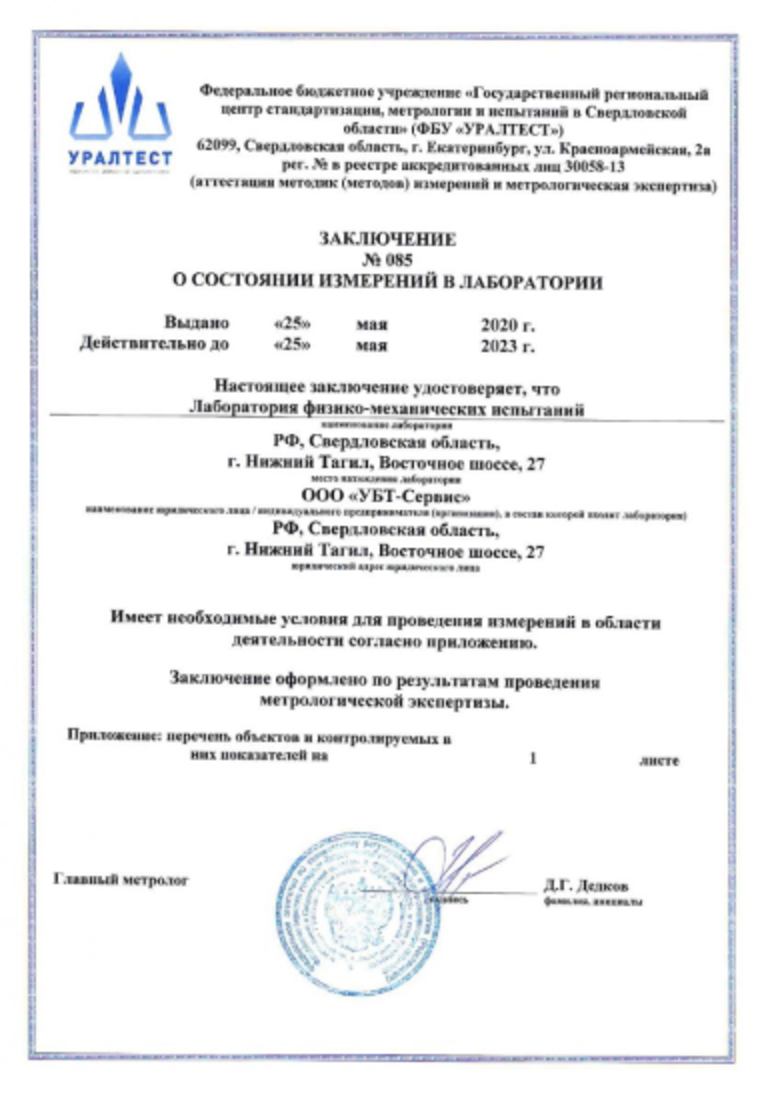 УРАЛТЕСТ
Федеральное бюджетное учреждение «Государственный региональный
центр стандартизации, метрологии и испытаний в Свердловской
области» (ФБУ «УРАЛТЕСТ»)
62099, Свердловская область, г. Екатеринбург, ул. Красноармейская, 2а
рег. № в реестре аккредитованных лиц 30058-13
(аттестация методик (методов) измерений и метрологическая экспертиза)
ЗАКЛЮЧЕНИЕ
№ 085
О СОСТОЯНИИ ИЗМЕРЕНИЙ В ЛАБОРАТОРИИ
Выдано «25» мая 2020 г.
Действительно до «25» мая 2023 г.
Настоящее заключение удостоверяет, что
Лаборатория физико-механических испытаний
наименование лаборатории
РФ, Свердловская область,
г. Нижний Тагил, Восточное шоссе, 27
место нахождения лаборатории
ООО «УБТ-Сервис»
наименование юридического лица / индивидуального предпринимателя (организации), в состав которой входит лаборатория)
РФ, Свердловская область,
г. Нижний Тагил, Восточное шоссе, 27
юридический адрес юридического лица
Имеет необходимые условия для проведения измерений в области
деятельности согласно приложению.
Заключение оформлено по результатам проведения
метрологической экспертизы.
Приложение: перечень объектов и контролируемых в
них показателей на 1 листе
Главный метролог
подпись
Д.Г. Дедков
фамилия, инициалы